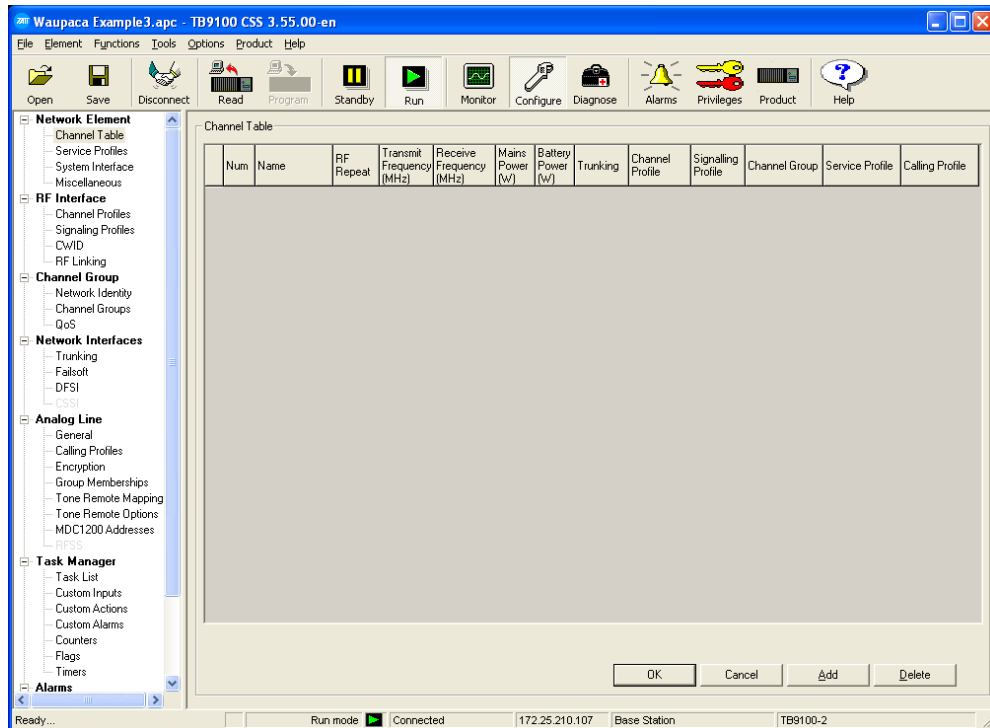 Waupaca Example3.apc - TB9100 CSS 3.55.00-en
File Element Functions Tools Options Product Help
Open Save Disconnect Read Program Standby Run Monitor Configure Diagnose Alarms Privileges Product Help
Network Element
Channel Table
Service Profiles
System Interface
Miscellaneous
RF Interface
Channel Profiles
Signaling Profiles
CWID
RF Linking
Channel Group
Network Identity
Channel Groups
QoS
Network Interfaces
Trunking
Failsoft
DFSI
CSSI
Analog Line
General
Calling Profiles
Encryption
Group Memberships
Tone Remote Mapping
Tone Remote Options
MDC1200 Addresses
RFSS
Task Manager
Task List
Custom Inputs
Custom Actions
Custom Alarms
Counters
Flags
Timers
Alarms
Channel Table
Num
Name
RF
Repeat
Transmit
Frequency
(MHz)
Receive
Frequency
(MHz)
Mains
Power
(W)
Battery
Power
(W)
Trunking
Channel
Profile
Signalling
Profile
Channel Group
Service Profile
Calling Profile
OK Cancel Add Delete
Ready... Run mode Connected 172.25.210.107 Base Station TB9100-2